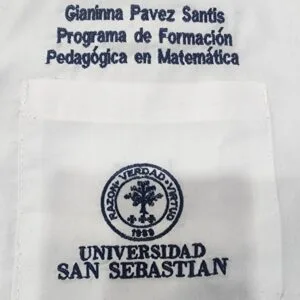 Gianinna Pavez Santis
Programa de Formación
Pedagógica en Matemática
RAZON · VERDAD · VIRTUD
1989
UNIVERSIDAD
SAN SEBASTIAN